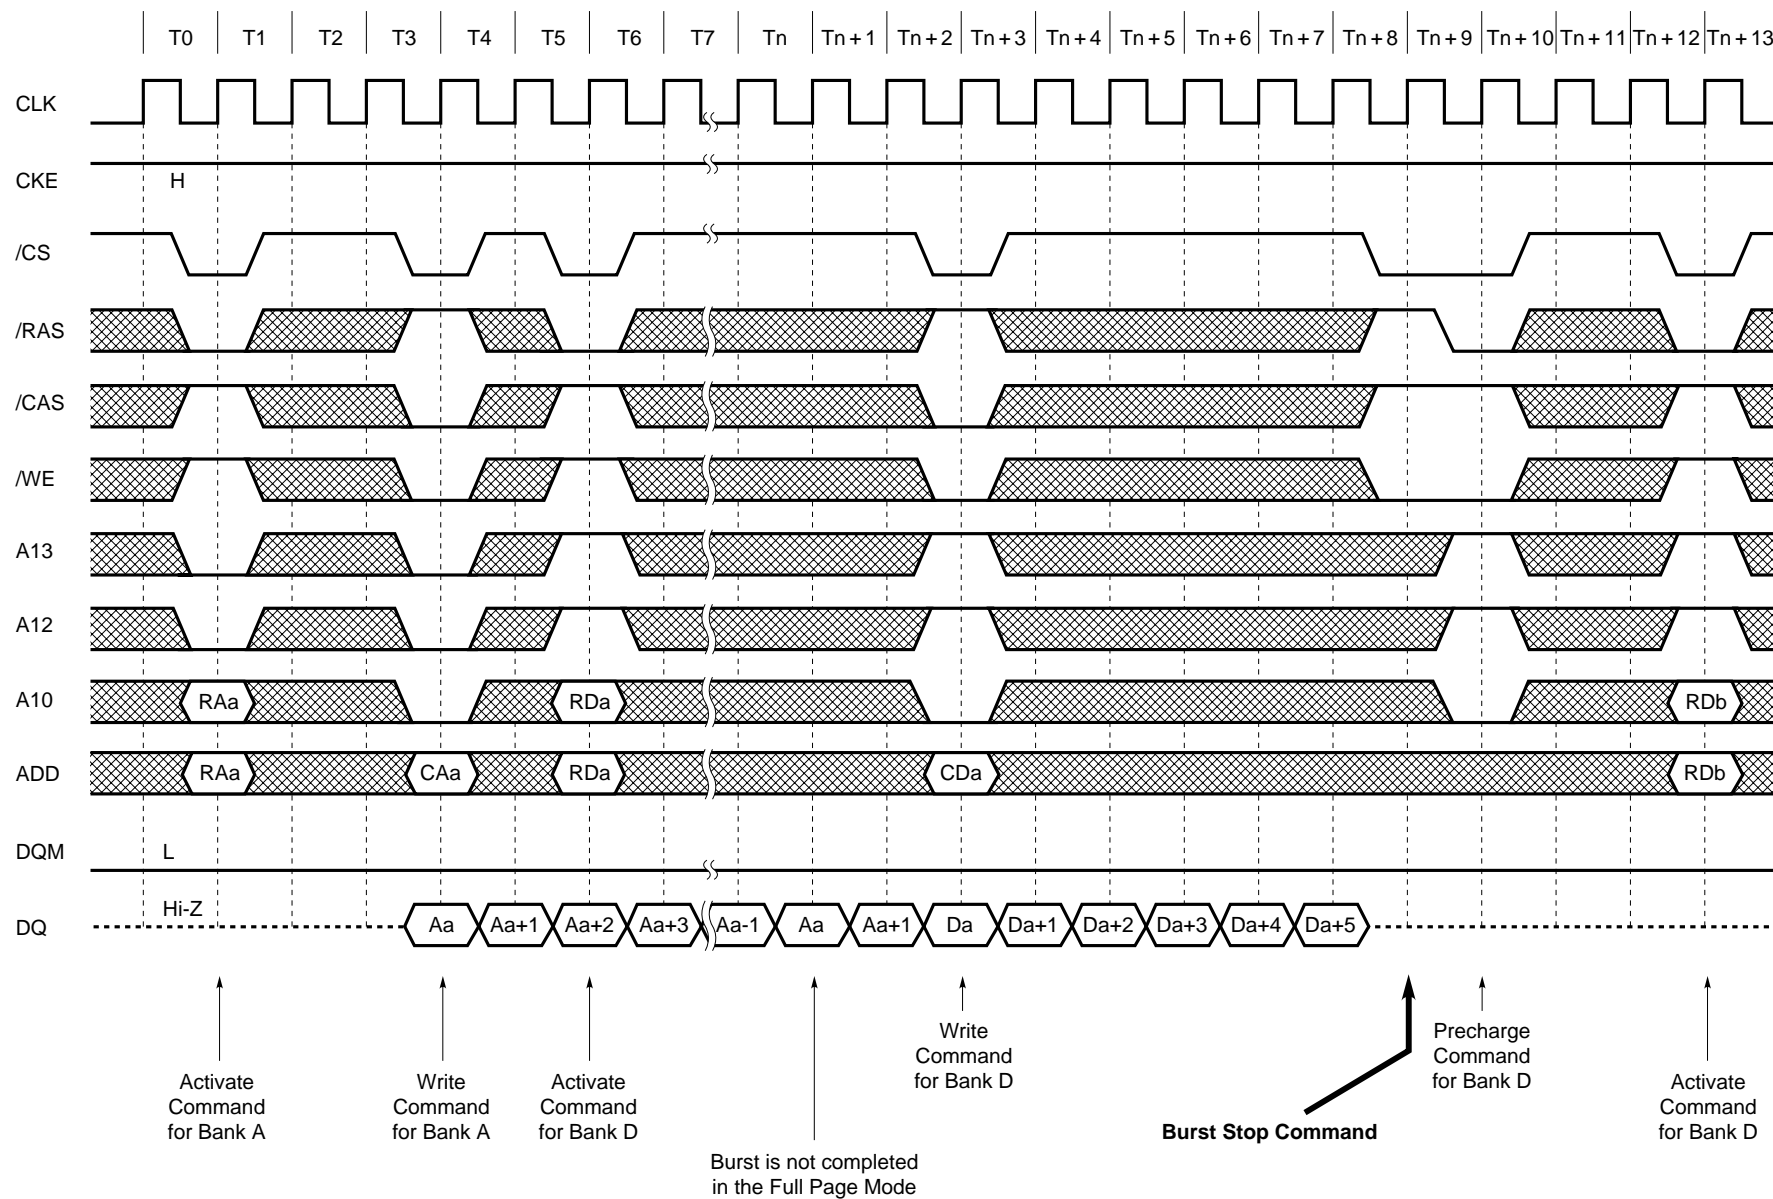 T0 T1 T2 T3 T4 T5 T6 T7 Tn Tn + 1 Tn + 2 Tn + 3 Tn + 4 Tn + 5 Tn + 6 Tn + 7 Tn + 8 Tn + 9 Tn + 10 Tn + 11 Tn + 12 Tn + 13
CLK
CKE H
/CS
/RAS
/CAS
/WE
A13
A12
A10 RAa RDa RDb
ADD RAa CAa RDa CDa RDb
DQM L
DQ Hi-Z Aa Aa+1 Aa+2 Aa+3 Aa-1 Aa Aa+1 Da Da+1 Da+2 Da+3 Da+4 Da+5
Activate
Command
for Bank A
Write
Command
for Bank A
Activate
Command
for Bank D
Burst is not completed
in the Full Page Mode
Write
Command
for Bank D
Burst Stop Command
Precharge
Command
for Bank D
Activate
Command
for Bank D